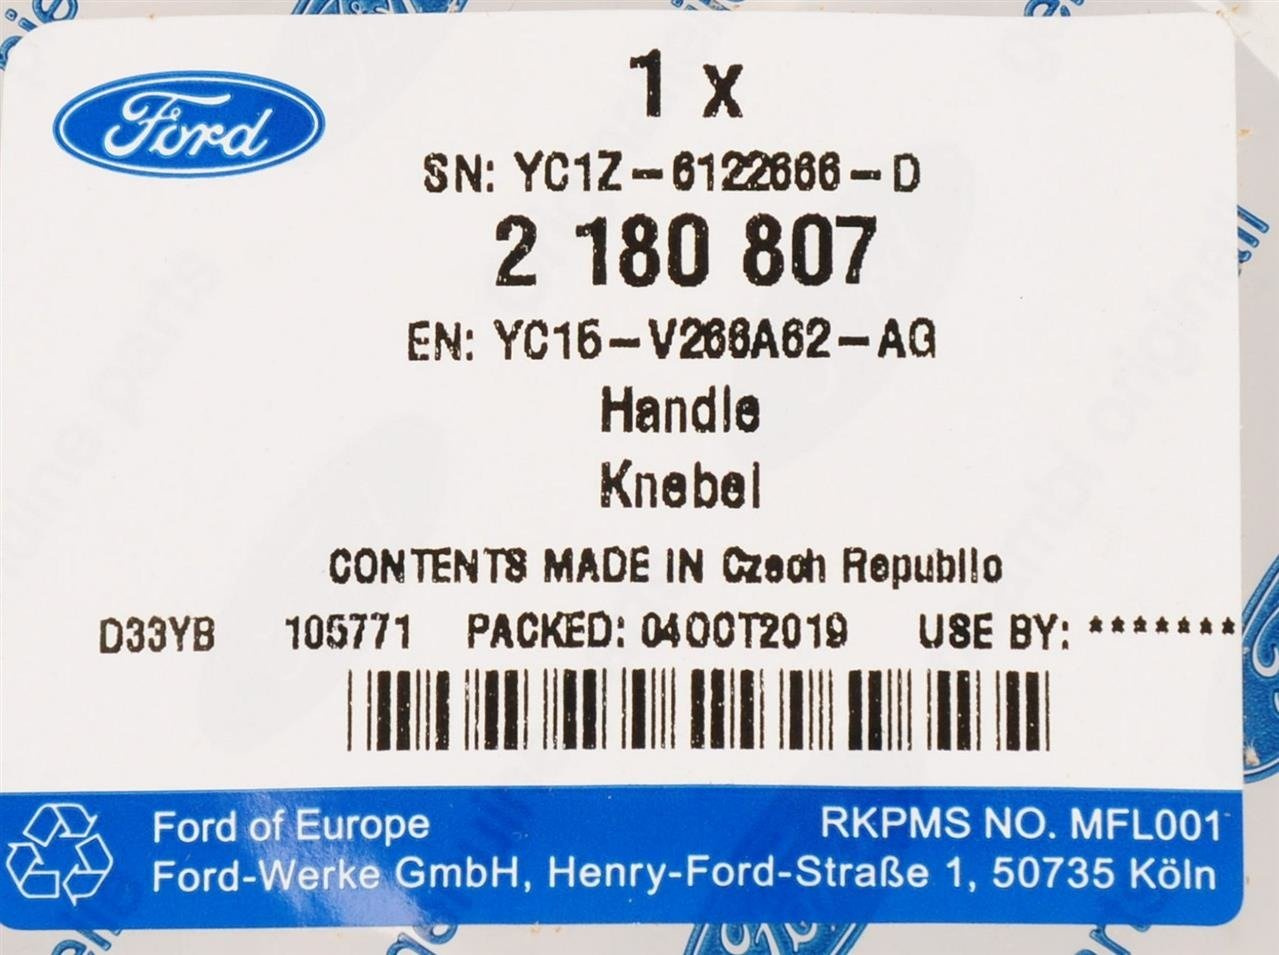 Ford
1 x
SN: YC1Z-6122666-D
2 180 807
EN: YC15-V266A62-AG
Handle
Knebel
CONTENTS MADE IN Czech Republic
D33YB 105771 PACKED: 04OCT2019 USE BY: *******
Ford of Europe
RKPMS NO. MFL001
Ford-Werke GmbH, Henry-Ford-Straße 1, 50735 Köln